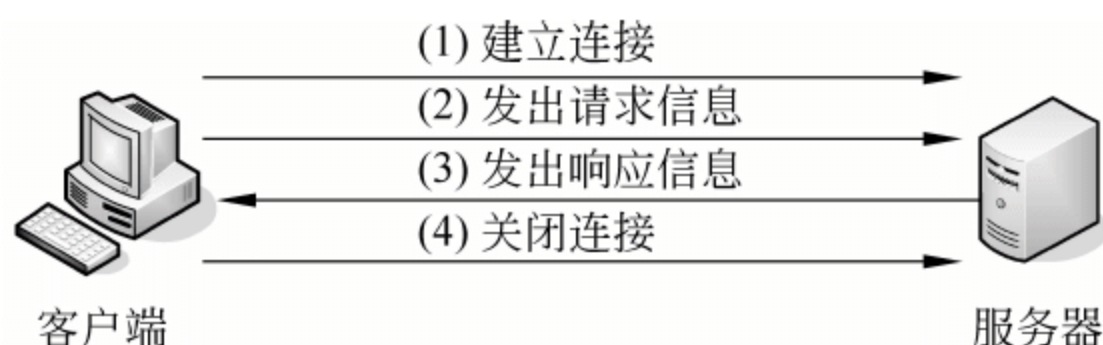 (1) 建立连接
(2) 发出请求信息
(3) 发出响应信息
(4) 关闭连接
客户端
服务器